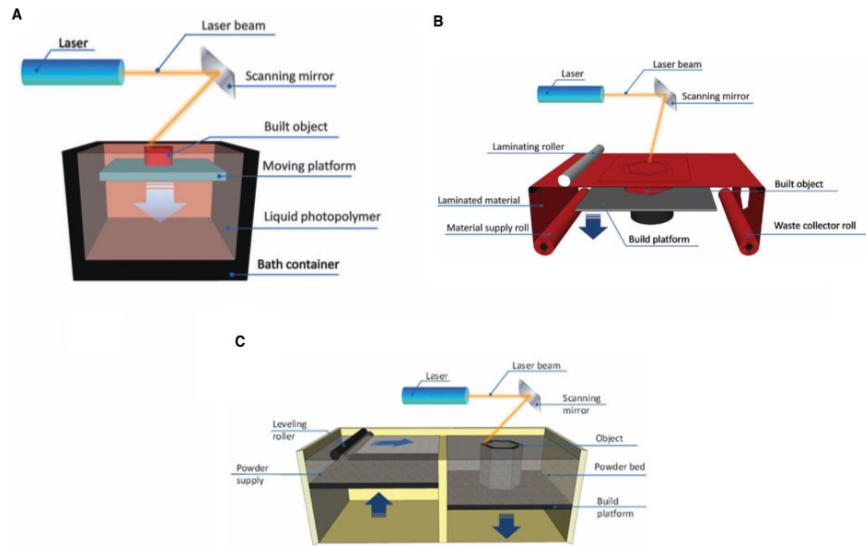 A
Laser beam
Laser
Scanning mirror
Built object
Moving platform
Liquid photopolymer
Bath container
B
Laser beam
Laser
Scanning mirror
Laminating roller
Built object
Laminated material
Material supply roll
Build platform
Waste collector roll
C
Laser beam
Laser
Scanning
mirror
Leveling
roller
Object
Powder
supply
Powder bed
Build
platform